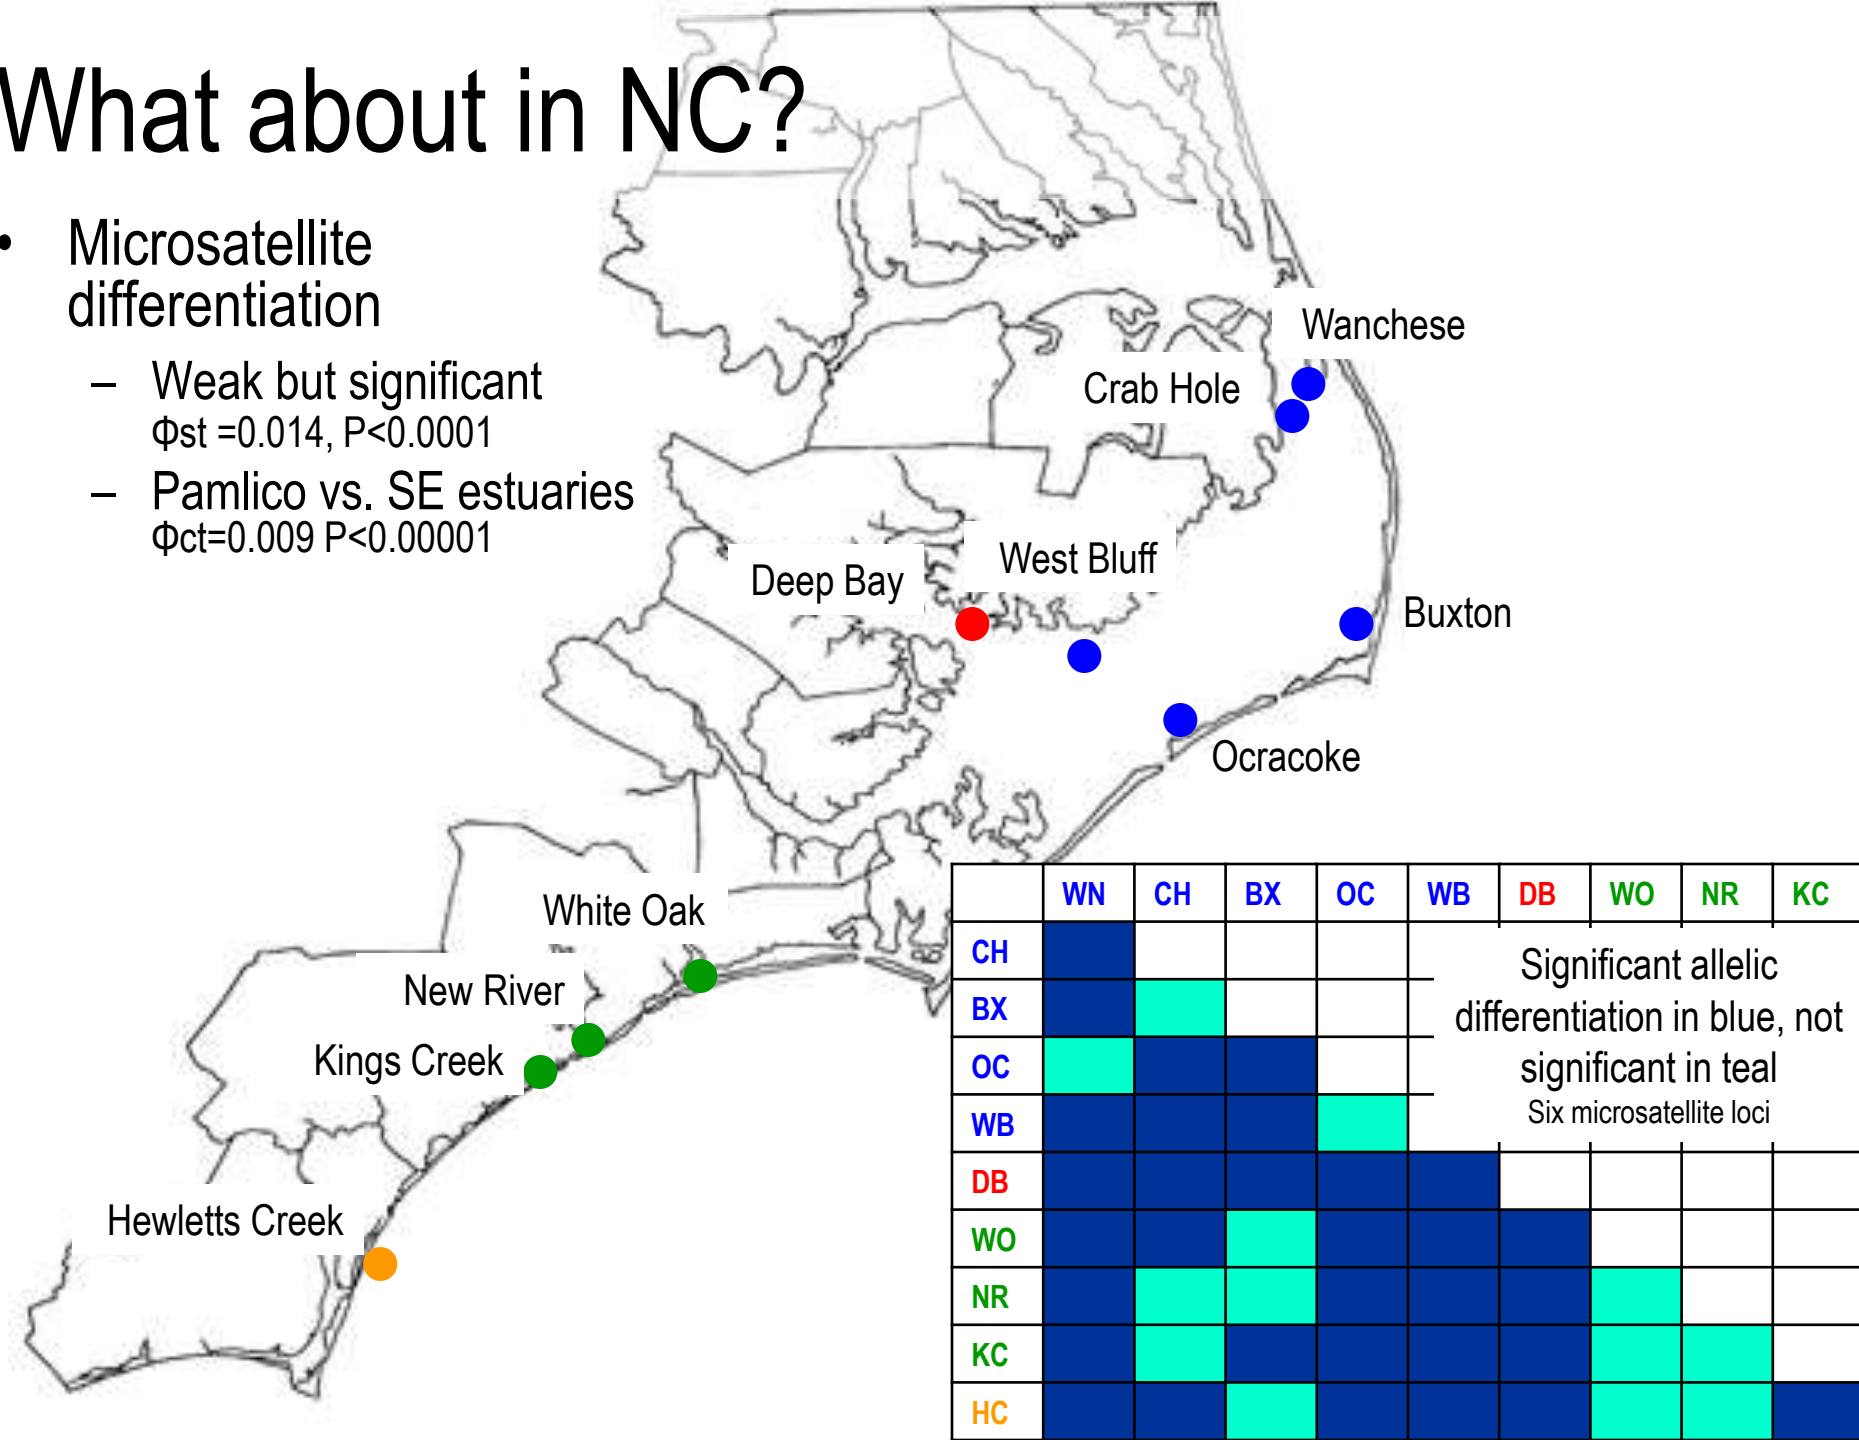 What about in NC?
• Microsatellite
differentiation
– Weak but significant
Φst =0.014, P<0.0001
– Pamlico vs. SE estuaries
Φct=0.009 P<0.00001
Wanchese
Crab Hole
West Bluff
Deep Bay
Buxton
Ocracoke
White Oak
New River
Kings Creek
Hewletts Creek
WN CH BX OC WB DB WO NR KC
CH
BX
OC
WB
DB
WO
NR
KC
HC
Significant allelic
differentiation in blue, not
significant in teal
Six microsatellite loci